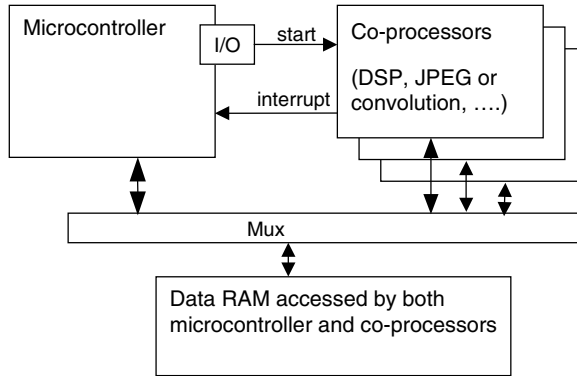 Microcontroller
I/O
start
interrupt
Co-processors
(DSP, JPEG or
convolution, ....)
Mux
Data RAM accessed by both
microcontroller and co-processors